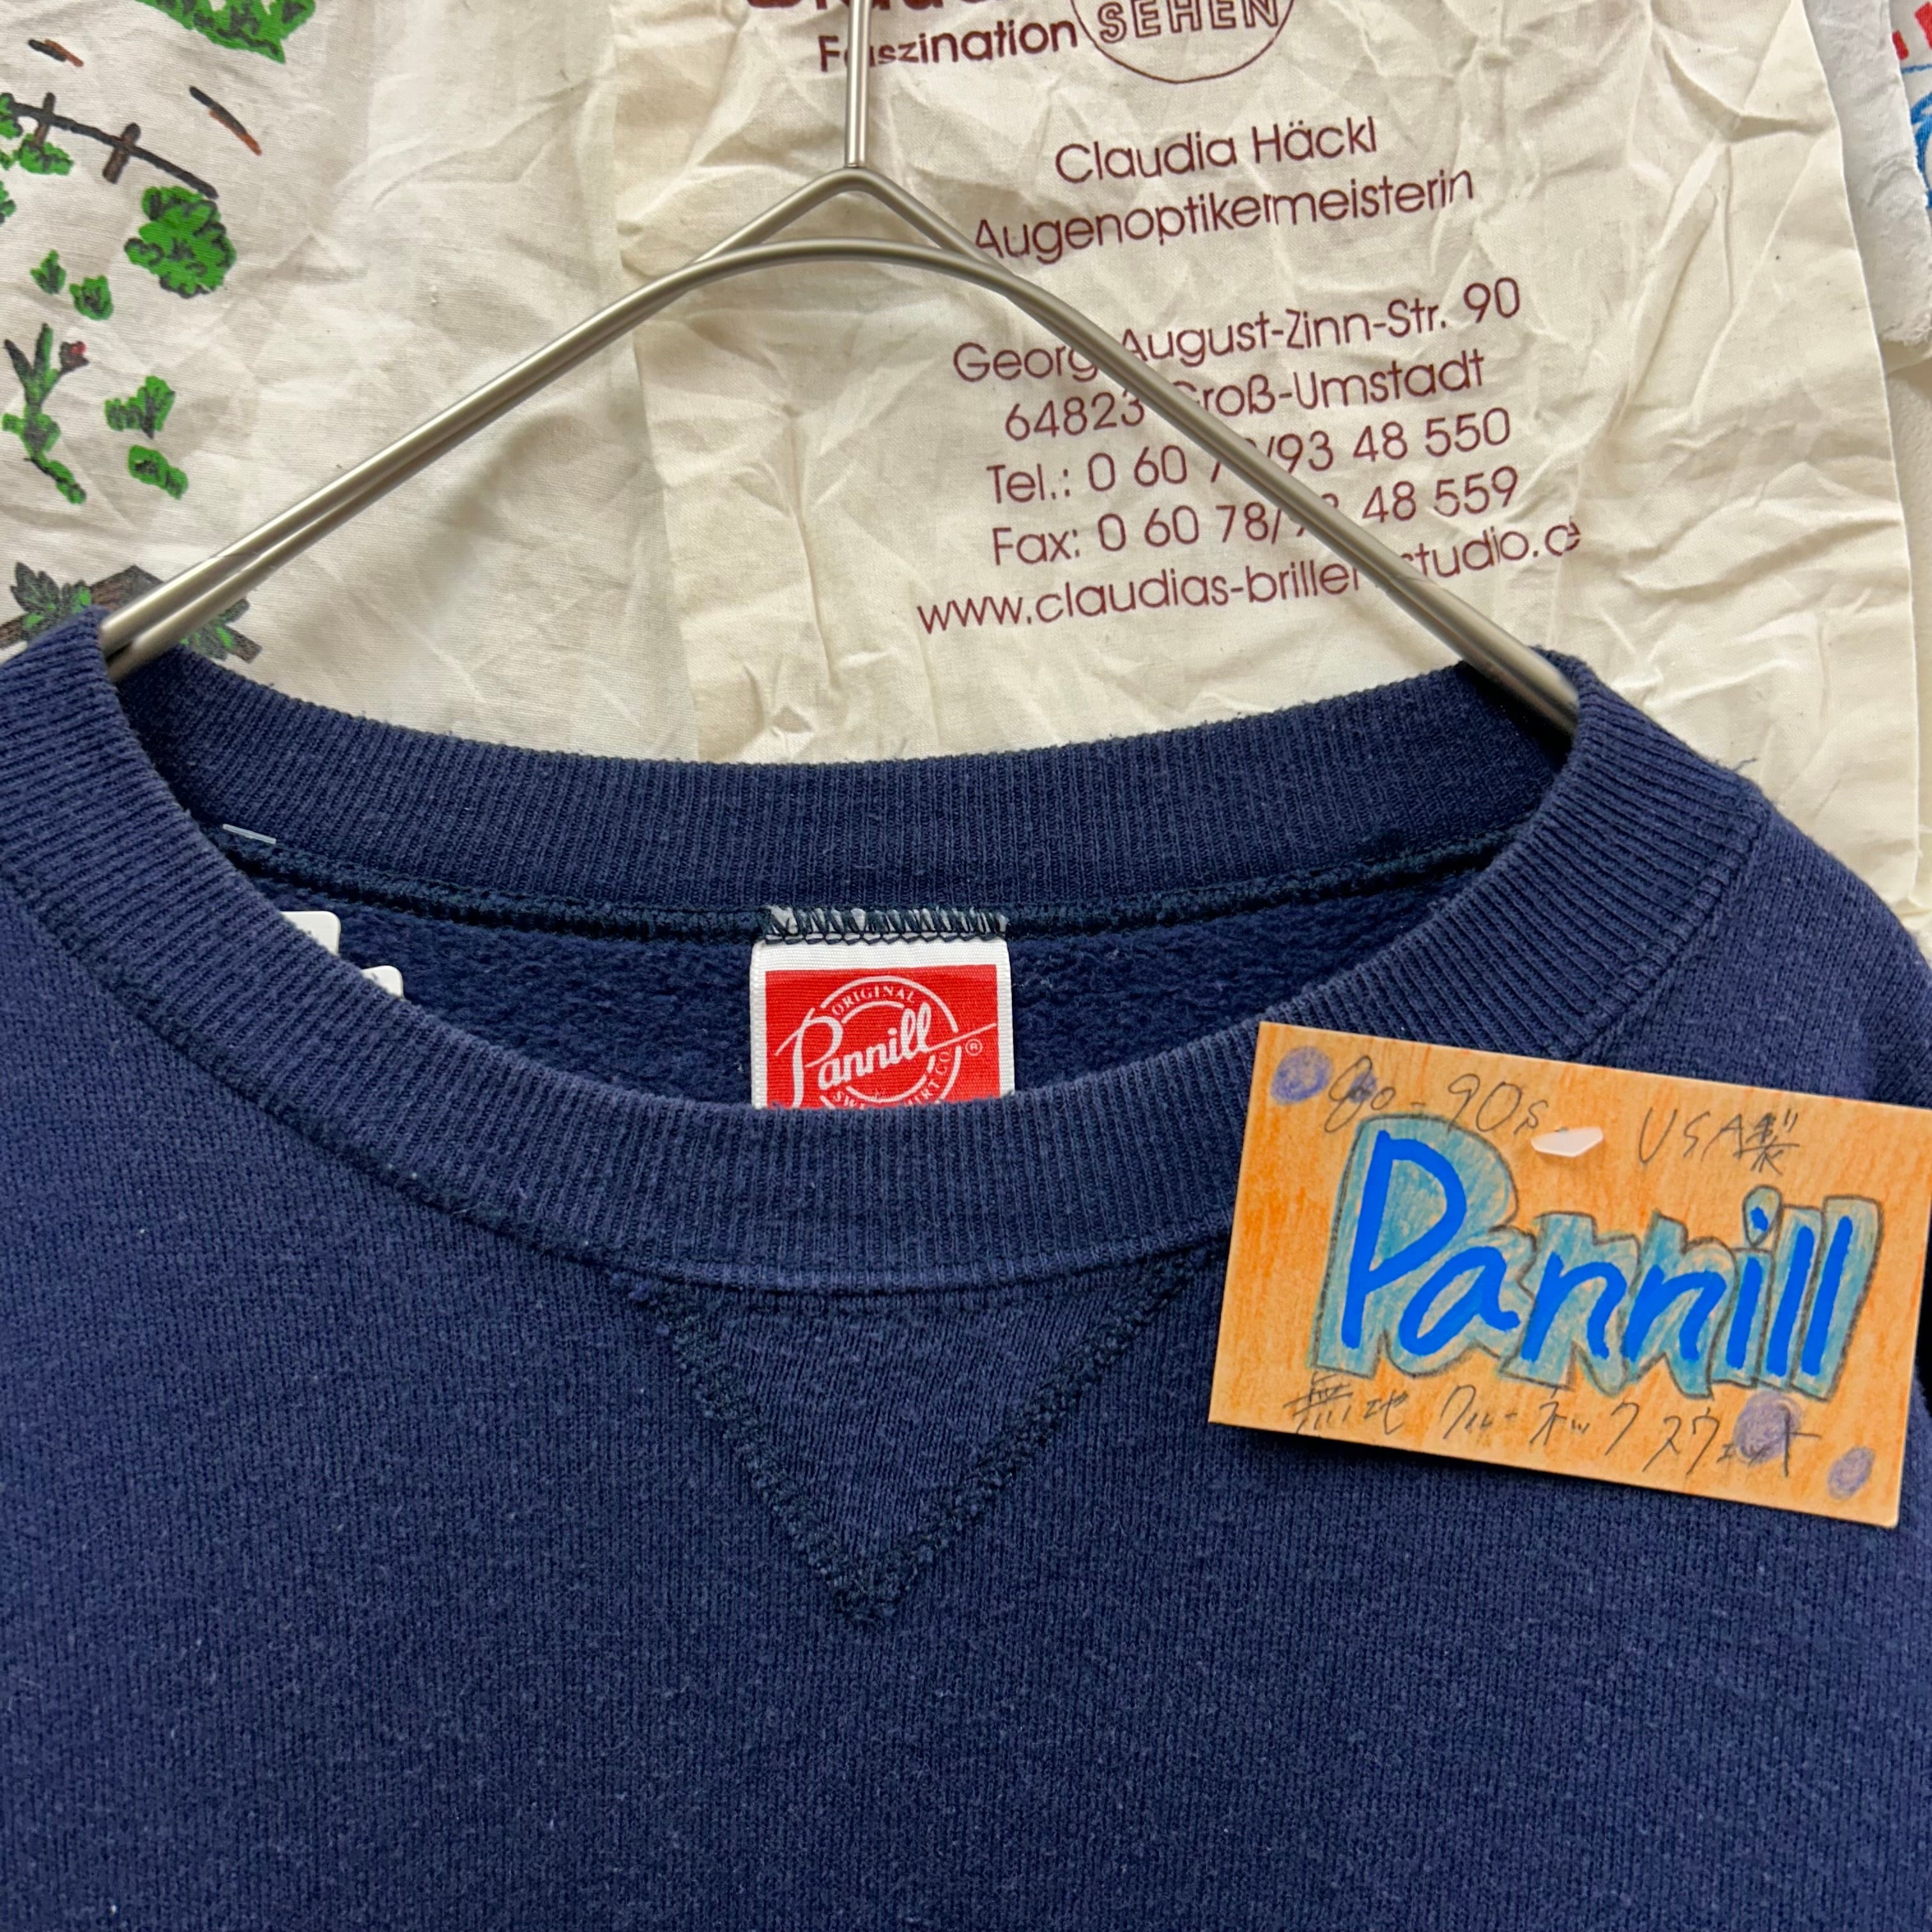 Faszination SEHEN
Claudia Häckl
Augenoptikermeisterin
Georg-August-Zinn-Str. 90
64823 Groß-Umstadt
Tel.: 0 60 /93 48 550
Fax: 0 60 78/ 48 559
www.claudias-brillen-studio.de
ORIGINAL
Pannill®
80-90s USA製
Pannill
無地 クルーネックスウェット